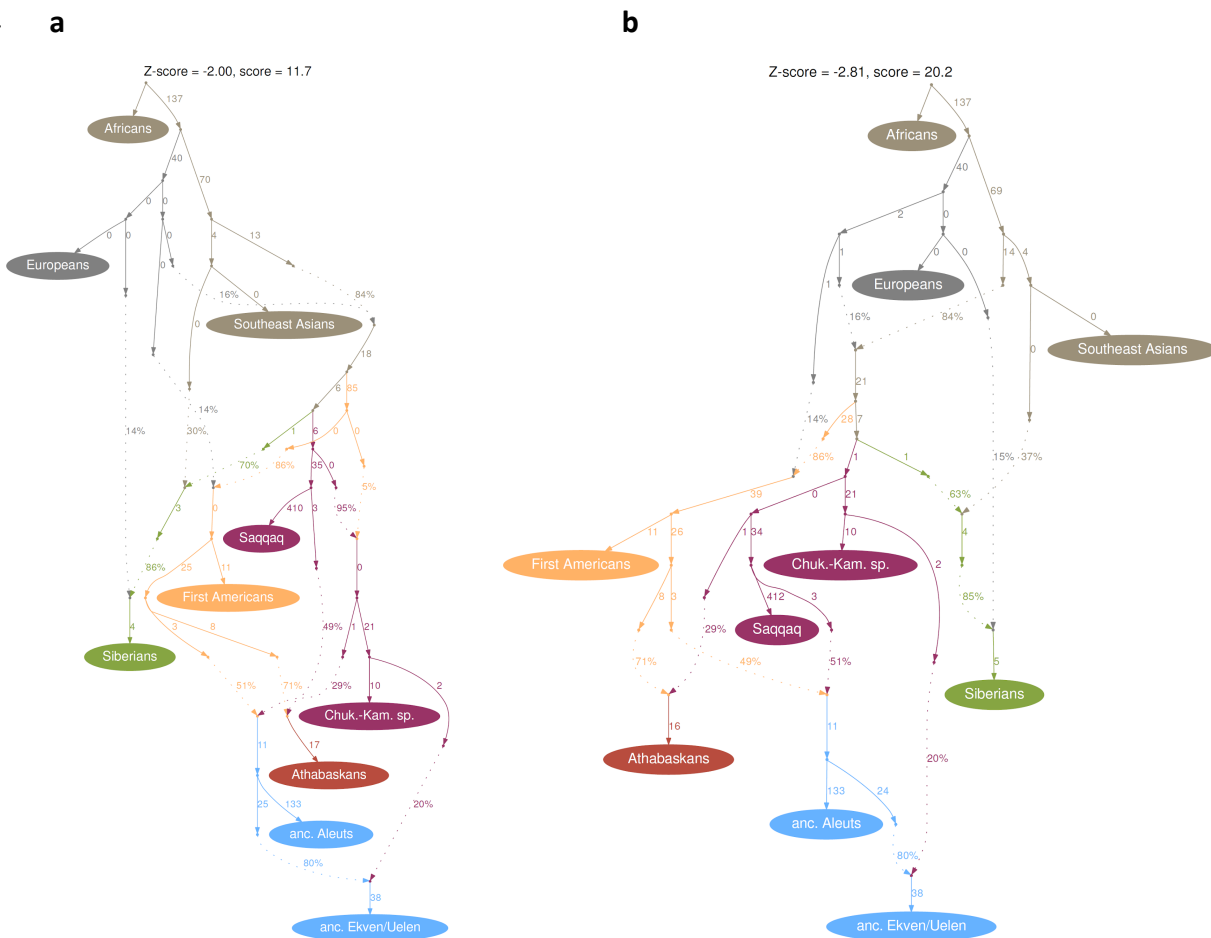 a
b
Z-score = -2.00, score = 11.7
Z-score = -2.81, score = 20.2
137
Africans
40
70
0 0
0 0 0 4 13
Europeans
0
16% 0 84%
Southeast Asians
0
18
6 85
14%
14% 30%
1 6 0 0
70% 86% 35 0
5%
3 0
410 3 95%
Saqqaq
86% 25 11
0
First Americans
4 3 8 49% 1 21
Siberians
51% 71% 29% 10 2
Chuk.-Kam. sp.
11 17
Athabaskans
25 133 20%
anc. Aleuts
80%
38
anc. Ekven/Uelen
137
Africans
40
69
2 0
1 0 0 14 4
Europeans
1
16% 84% 0
Southeast Asians
0
21
14% 28 7
86% 15% 37%
1 1
39 0 21 63%
11 26 1 34 10 2 4
First Americans
Chuk.-Kam. sp.
8 3 412 3 85%
29%
Saqqaq
71% 49% 51% 5
Siberians
16 11
Athabaskans
20%
133 24
anc. Aleuts
80%
38
anc. Ekven/Uelen